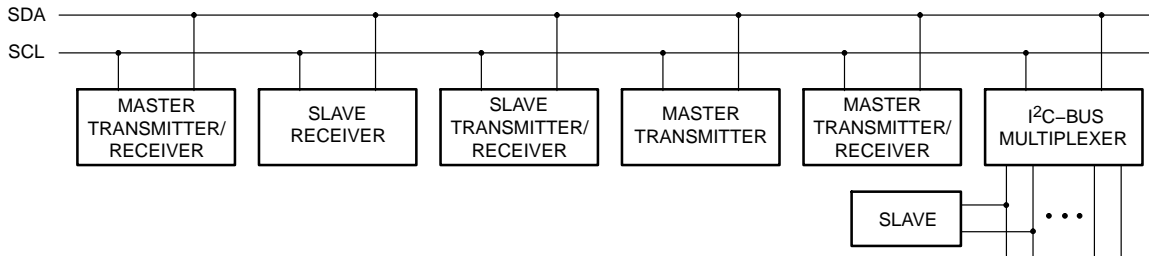 SDA
SCL
MASTER
TRANSMITTER/
RECEIVER
SLAVE
RECEIVER
SLAVE
TRANSMITTER/
RECEIVER
MASTER
TRANSMITTER
MASTER
TRANSMITTER/
RECEIVER
I²C–BUS
MULTIPLEXER
SLAVE